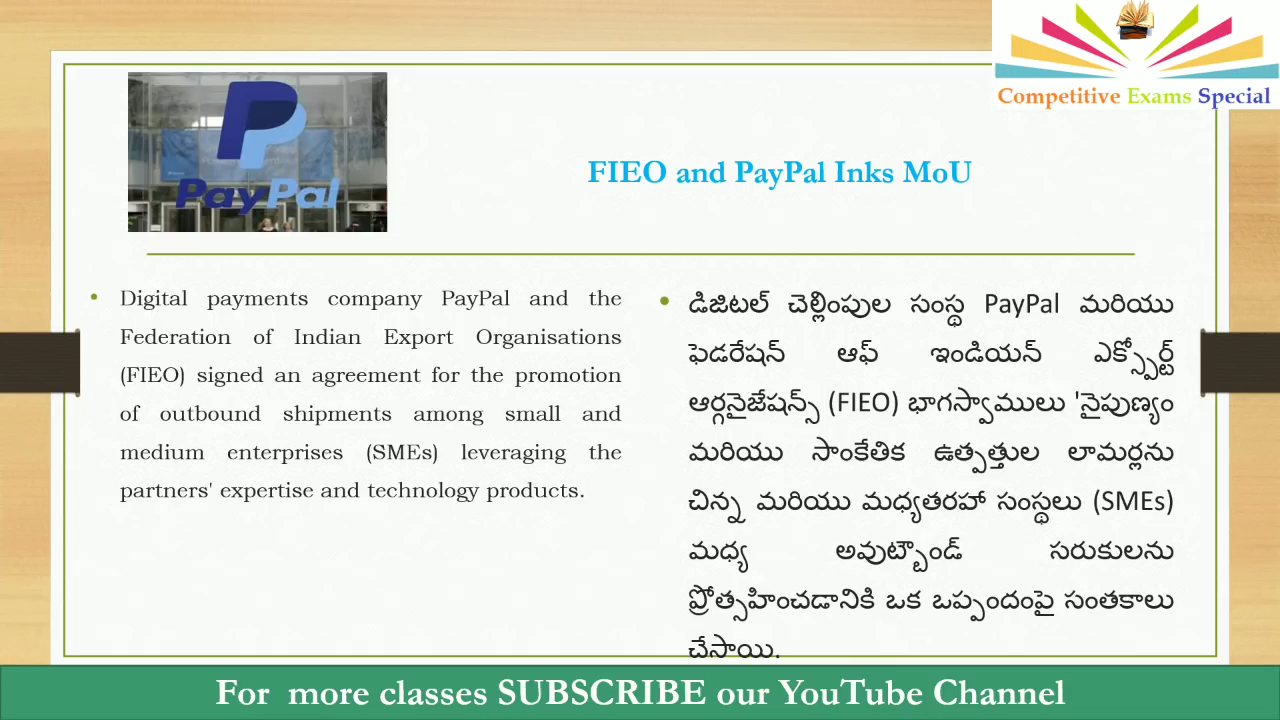 Competitive Exams Special
PayPal
FIEO and PayPal Inks MoU
• Digital payments company PayPal and the
Federation of Indian Export Organisations
(FIEO) signed an agreement for the promotion
of outbound shipments among small and
medium enterprises (SMEs) leveraging the
partners' expertise and technology products.
• డిజిటల్ చెల్లింపుల సంస్థ PayPal మరియు
ఫెడరేషన్ ఆఫ్ ఇండియన్ ఎక్స్పోర్ట్
ఆర్గనైజేషన్స్ (FIEO) భాగస్వాములు 'నైపుణ్యం
మరియు సాంకేతిక ఉత్పత్తుల లామర్లను
చిన్న మరియు మధ్యతరహా సంస్థలు (SMEs)
మధ్య అవుట్బౌండ్ సరుకులను
ప్రోత్సహించడానికి ఒక ఒప్పందంపై సంతకాలు
చేసాయి.
For more classes SUBSCRIBE our YouTube Channel